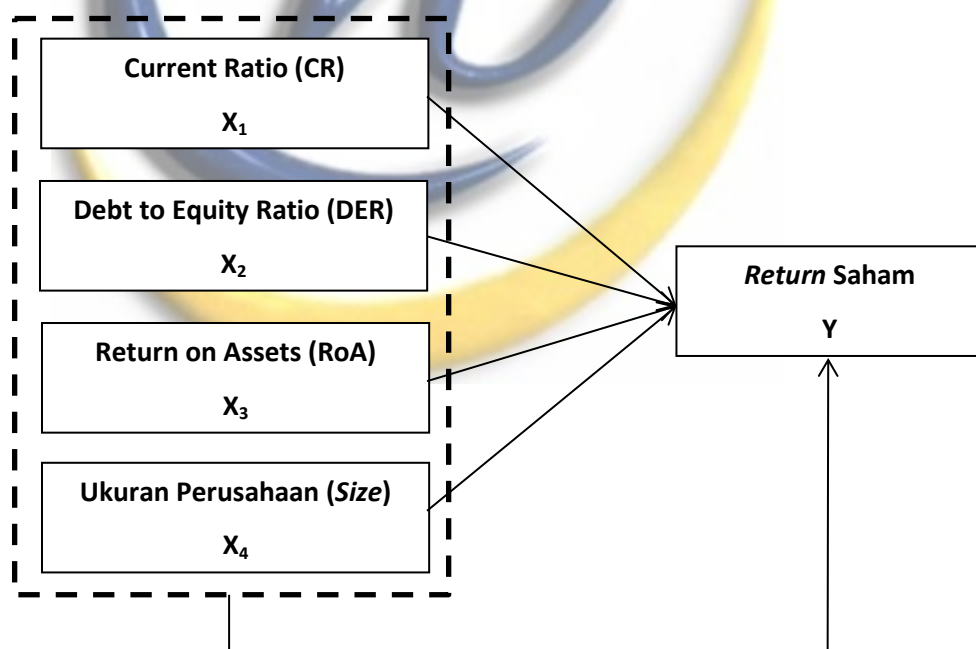 Current Ratio (CR)
X₁
Debt to Equity Ratio (DER)
X₂
Return on Assets (RoA)
X₃
Ukuran Perusahaan (Size)
X₄
Return Saham
Y